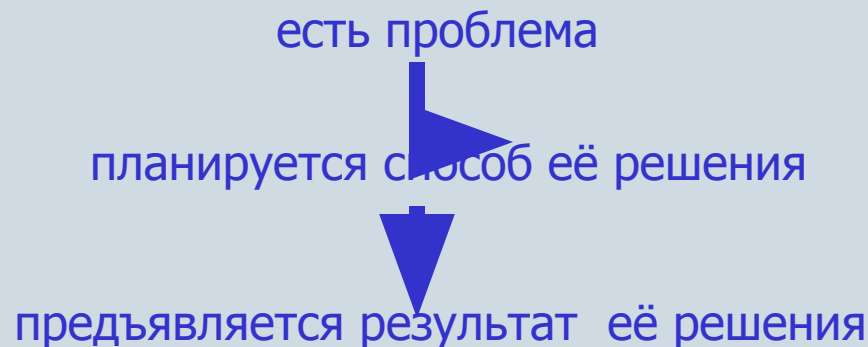 есть проблема
планируется способ её решения
предъявляется результат её решения